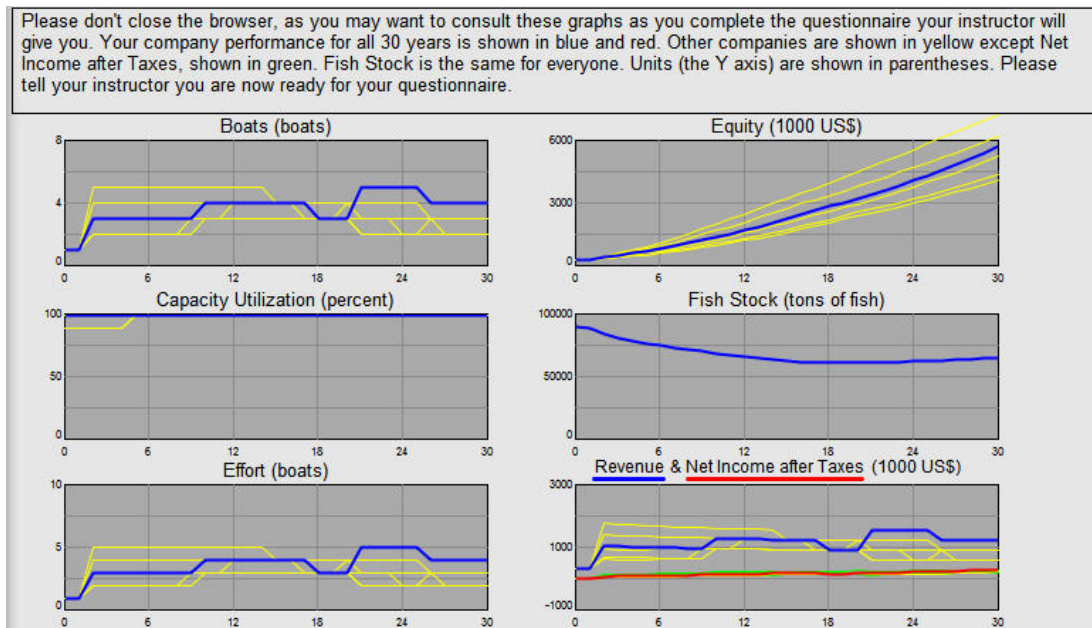 Please don't close the browser, as you may want to consult these graphs as you complete the questionnaire your instructor will
give you. Your company performance for all 30 years is shown in blue and red. Other companies are shown in yellow except Net
Income after Taxes, shown in green. Fish Stock is the same for everyone. Units (the Y axis) are shown in parentheses. Please
tell your instructor you are now ready for your questionnaire.
Boats (boats)
8
4
0
0 6 12 18 24 30
Equity (1000 US$)
6000
3000
0
0 6 12 18 24 30
Capacity Utilization (percent)
100
50
0
0 6 12 18 24 30
Fish Stock (tons of fish)
100000
50000
0
0 6 12 18 24 30
Effort (boats)
10
5
0
0 6 12 18 24 30
Revenue & Net Income after Taxes (1000 US$)
3000
1000
-1000
0 6 12 18 24 30